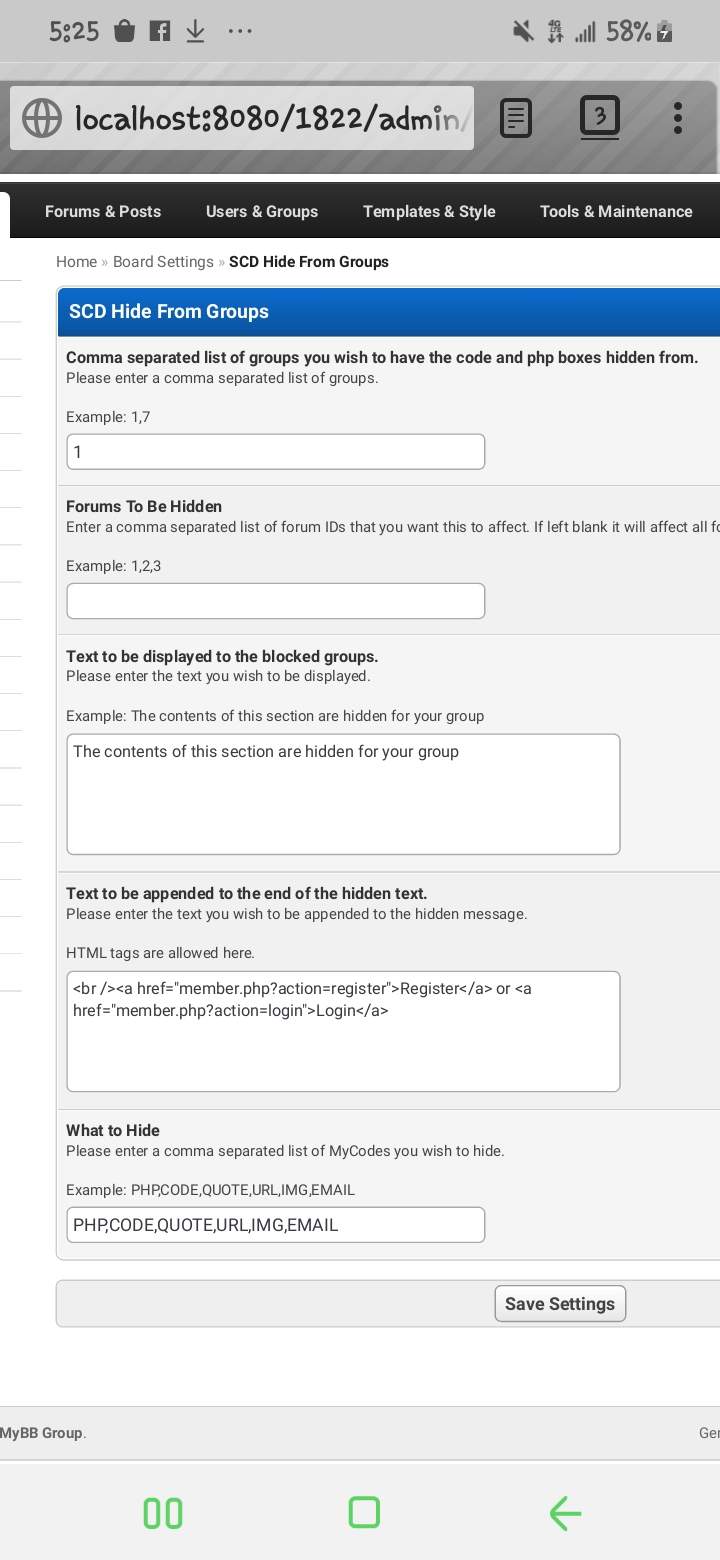 5:25
58%
localhost:8080/1822/admin/
3
Forums & Posts Users & Groups Templates & Style Tools & Maintenance
Home » Board Settings » SCD Hide From Groups
SCD Hide From Groups
Comma separated list of groups you wish to have the code and php boxes hidden from.
Please enter a comma separated list of groups.
Example: 1,7
1
Forums To Be Hidden
Enter a comma separated list of forum IDs that you want this to affect. If left blank it will affect all fo
Example: 1,2,3
Text to be displayed to the blocked groups.
Please enter the text you wish to be displayed.
Example: The contents of this section are hidden for your group
The contents of this section are hidden for your group
Text to be appended to the end of the hidden text.
Please enter the text you wish to be appended to the hidden message.
HTML tags are allowed here.
<br /><a href="member.php?action=register">Register</a> or <a
href="member.php?action=login">Login</a>
What to Hide
Please enter a comma separated list of MyCodes you wish to hide.
Example: PHP,CODE,QUOTE,URL,IMG,EMAIL
PHP,CODE,QUOTE,URL,IMG,EMAIL
Save Settings
MyBB Group. Ger